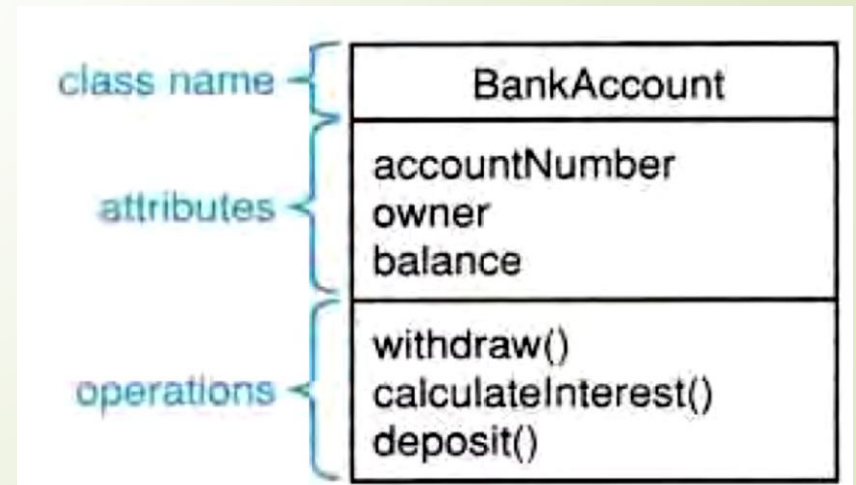 class name
BankAccount
attributes
accountNumber
owner
balance
operations
withdraw()
calculateInterest()
deposit()